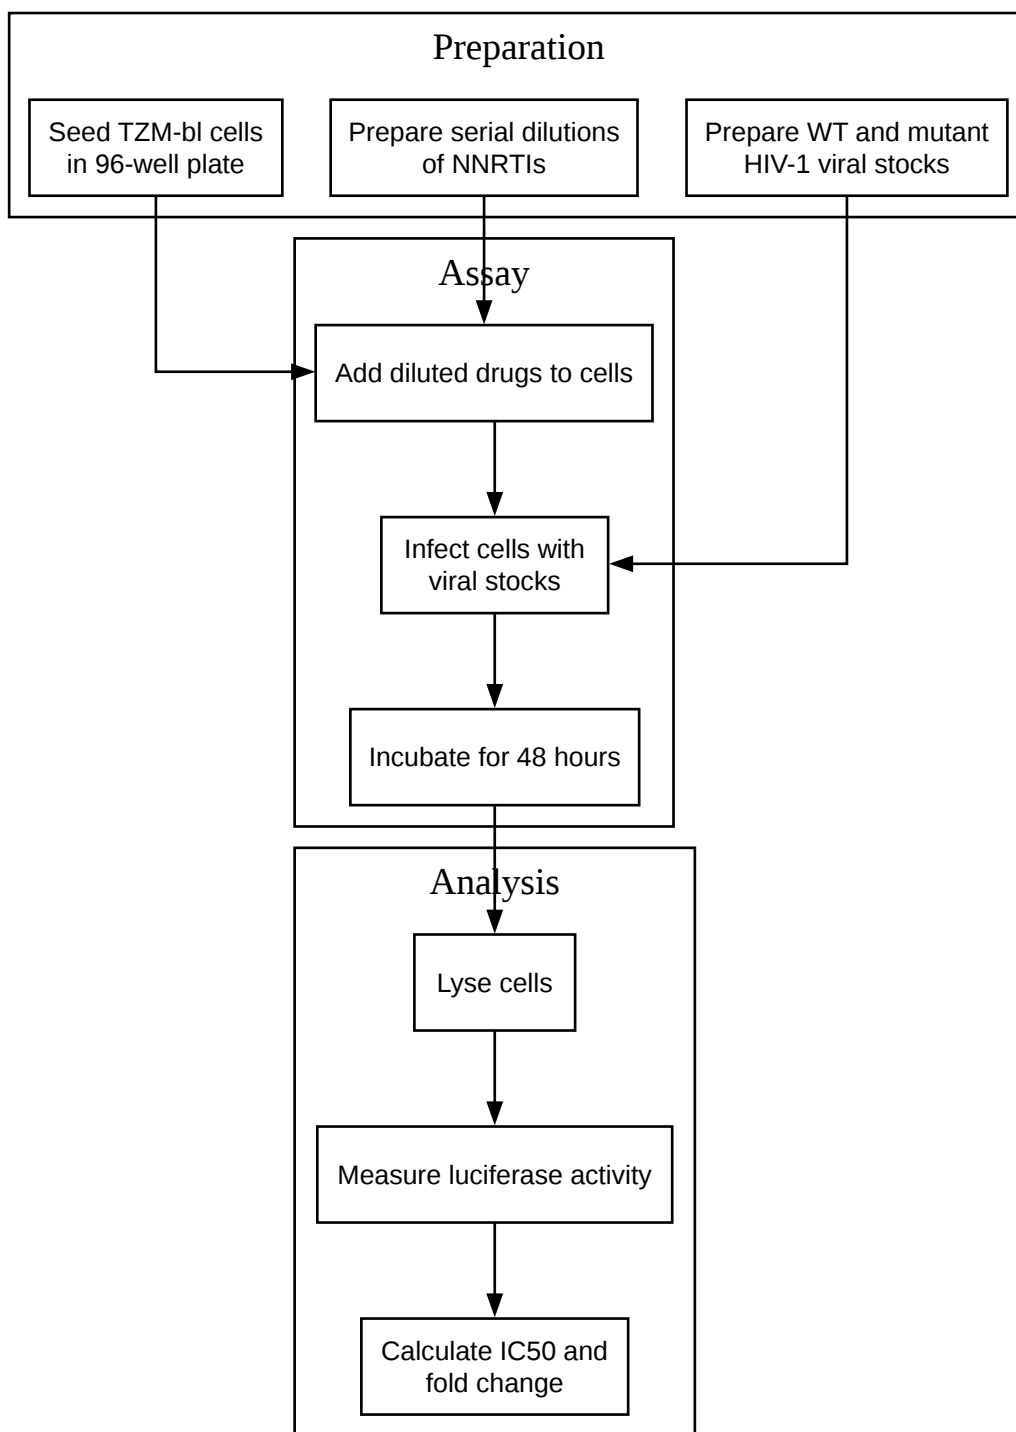 Preparation
Seed TZM-bl cells
in 96-well plate
Prepare serial dilutions
of NNRTIs
Prepare WT and mutant
HIV-1 viral stocks
Assay
Add diluted drugs to cells
Infect cells with
viral stocks
Incubate for 48 hours
Analysis
Lyse cells
Measure luciferase activity
Calculate IC50 and
fold change